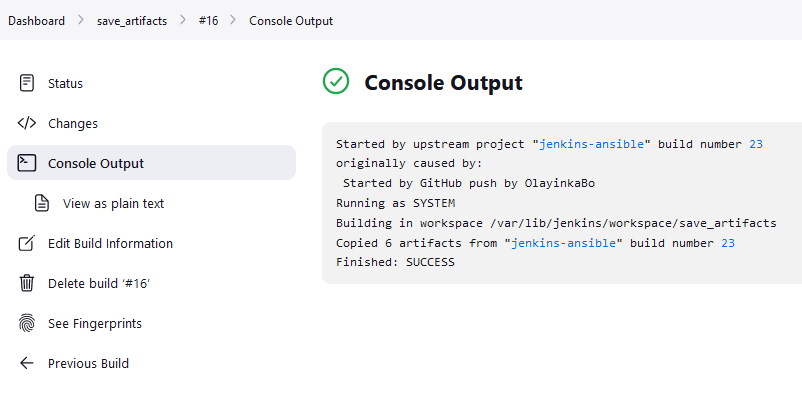 Dashboard > save_artifacts > #16 > Console Output
Status
Changes
Console Output
View as plain text
Edit Build Information
Delete build ‘#16’
See Fingerprints
Previous Build
Console Output
Started by upstream project "jenkins-ansible" build number 23
originally caused by:
Started by GitHub push by OlayinkaBo
Running as SYSTEM
Building in workspace /var/lib/jenkins/workspace/save_artifacts
Copied 6 artifacts from "jenkins-ansible" build number 23
Finished: SUCCESS